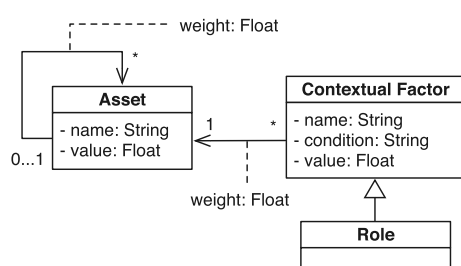 weight: Float
*
Asset
- name: String
- value: Float
0...1
1
*
Contextual Factor
- name: String
- condition: String
- value: Float
weight: Float
Role